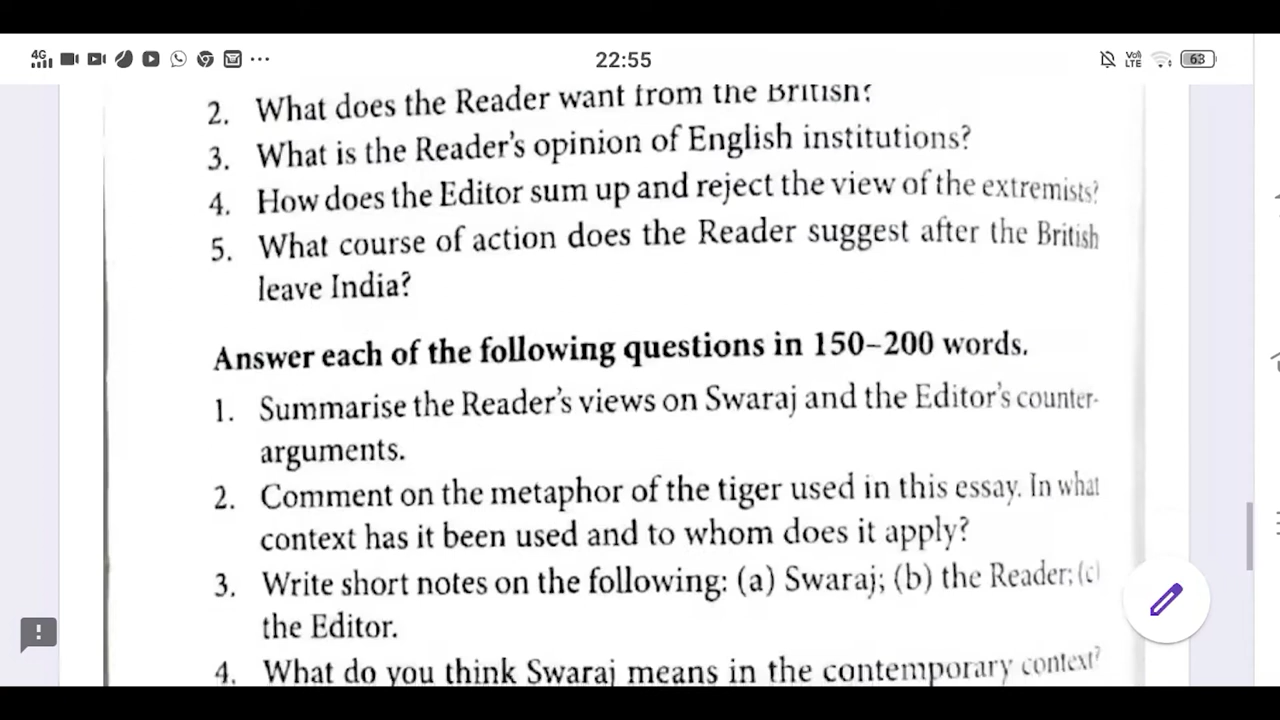 4G
22:55
Vo) LTE
63
2. What does the Reader want from the British?
3. What is the Reader's opinion of English institutions?
4. How does the Editor sum up and reject the view of the extremists?
5. What course of action does the Reader suggest after the British
leave India?
Answer each of the following questions in 150–200 words.
1. Summarise the Reader's views on Swaraj and the Editor's counter-
arguments.
2. Comment on the metaphor of the tiger used in this essay. In what
context has it been used and to whom does it apply?
3. Write short notes on the following: (a) Swaraj; (b) the Reader; (c)
the Editor.
4. What do you think Swaraj means in the contemporary context?